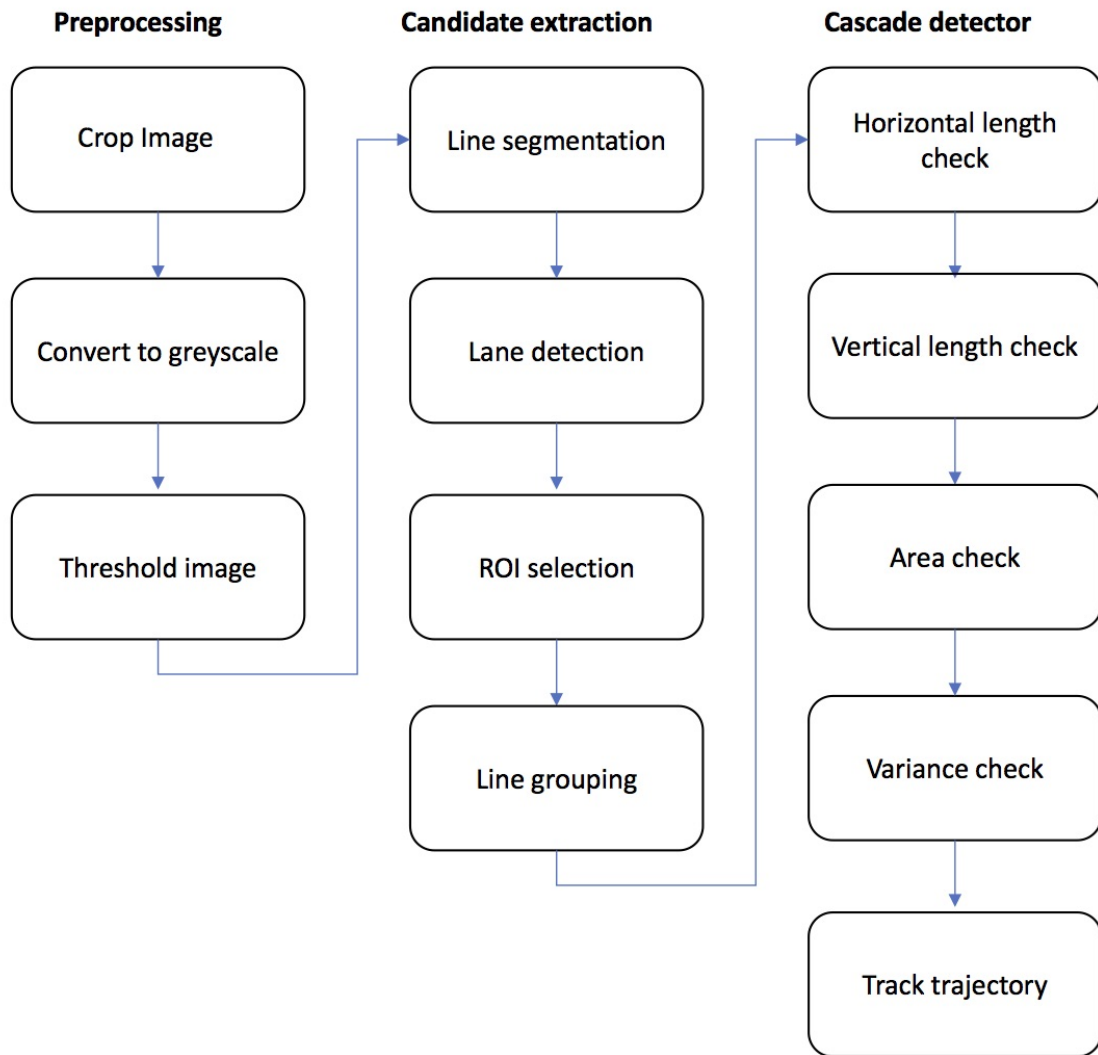 Preprocessing
Crop Image
Convert to greyscale
Threshold image
Candidate extraction
Line segmentation
Lane detection
ROI selection
Line grouping
Cascade detector
Horizontal length
check
Vertical length check
Area check
Variance check
Track trajectory